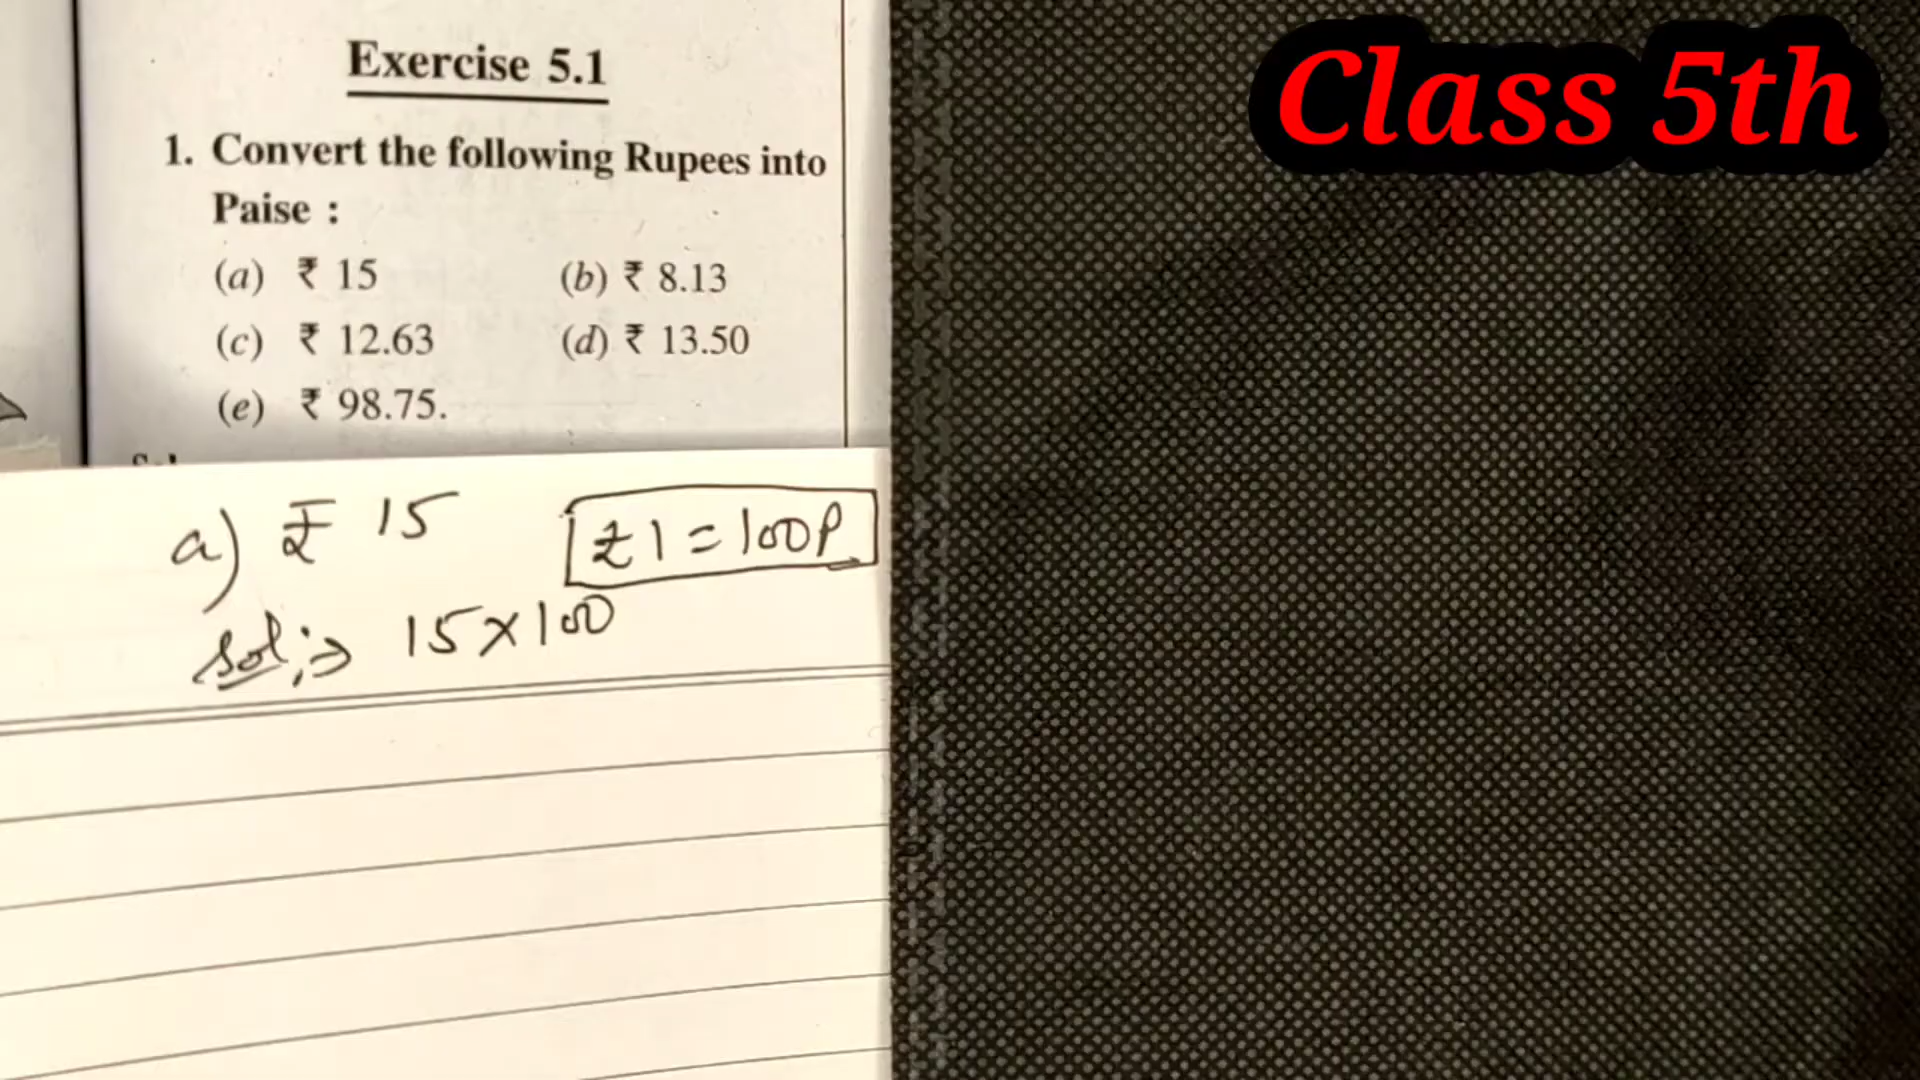 Exercise 5.1
Class 5th
1. Convert the following Rupees into
Paise :
(a) ₹ 15 (b) ₹ 8.13
(c) ₹ 12.63 (d) ₹ 13.50
(e) ₹ 98.75.
a) ₹ 15 ₹1=100P
Sol:⇒ 15×100